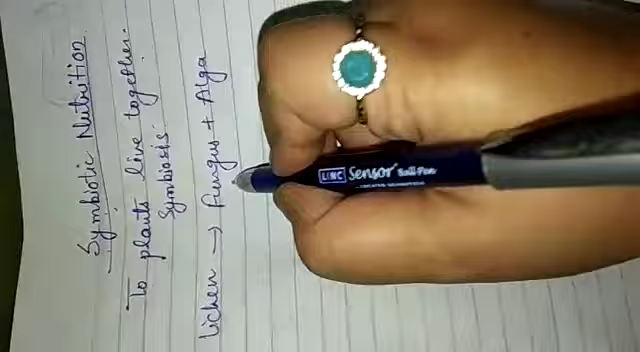 Symbiotic Nutrition
To plants live together.
Symbiosis.
Lichen → Fungus + Alga
LINC Sensor Ball Pen